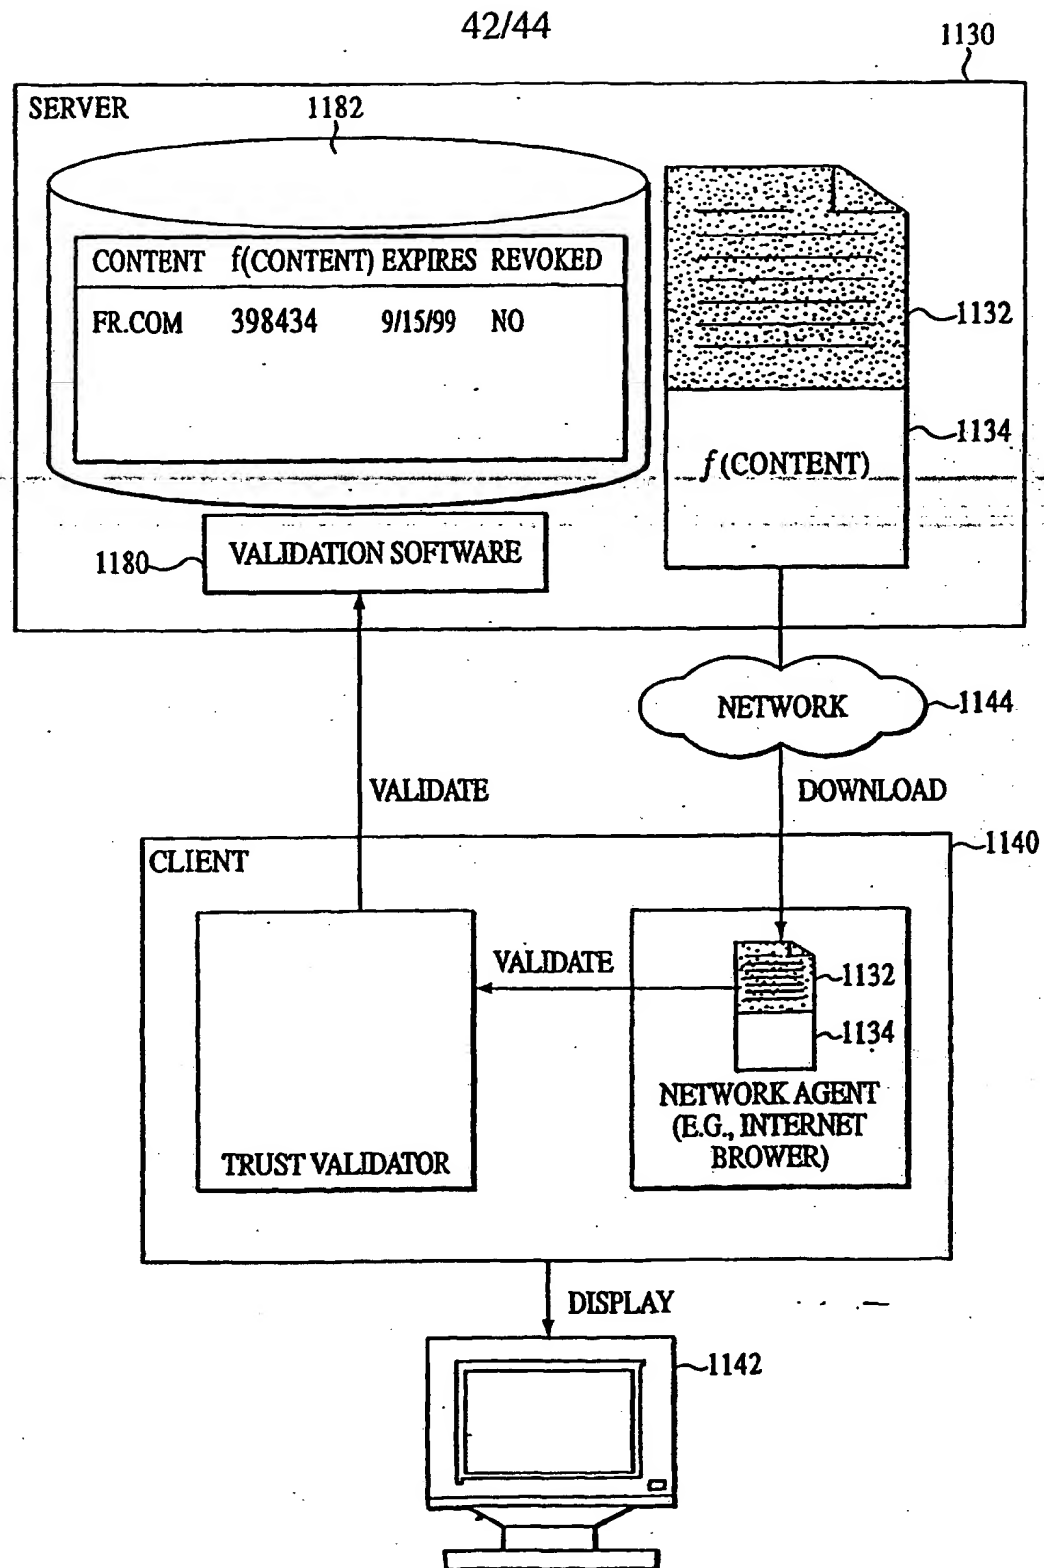 42/44
1130
SERVER
1182
CONTENT f(CONTENT) EXPIRES REVOKED
FR.COM 398434 9/15/99 NO
1132
1134
f(CONTENT)
1180
VALIDATION SOFTWARE
NETWORK
1144
VALIDATE
DOWNLOAD
1140
CLIENT
VALIDATE
1132
1134
NETWORK AGENT
(E.G., INTERNET
BROWER)
TRUST VALIDATOR
DISPLAY
1142